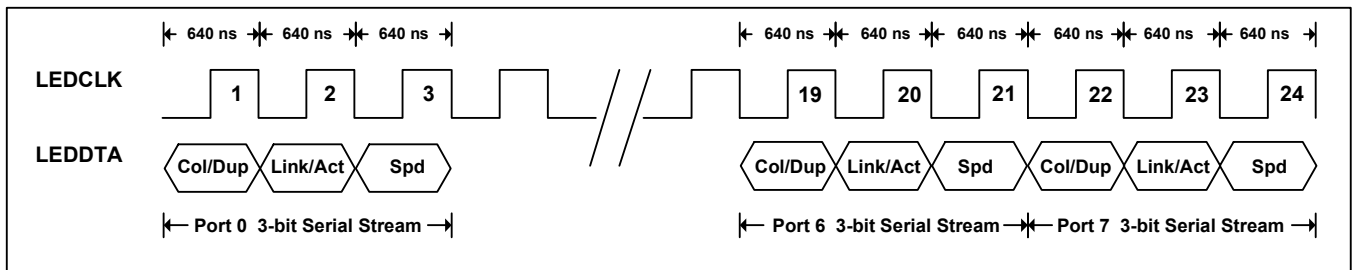 640 ns 640 ns 640 ns 640 ns 640 ns 640 ns 640 ns 640 ns 640 ns
LEDCLK 1 2 3 19 20 21 22 23 24
LEDDTA Col/Dup Link/Act Spd Col/Dup Link/Act Spd Col/Dup Link/Act Spd
Port 0 3-bit Serial Stream Port 6 3-bit Serial Stream Port 7 3-bit Serial Stream